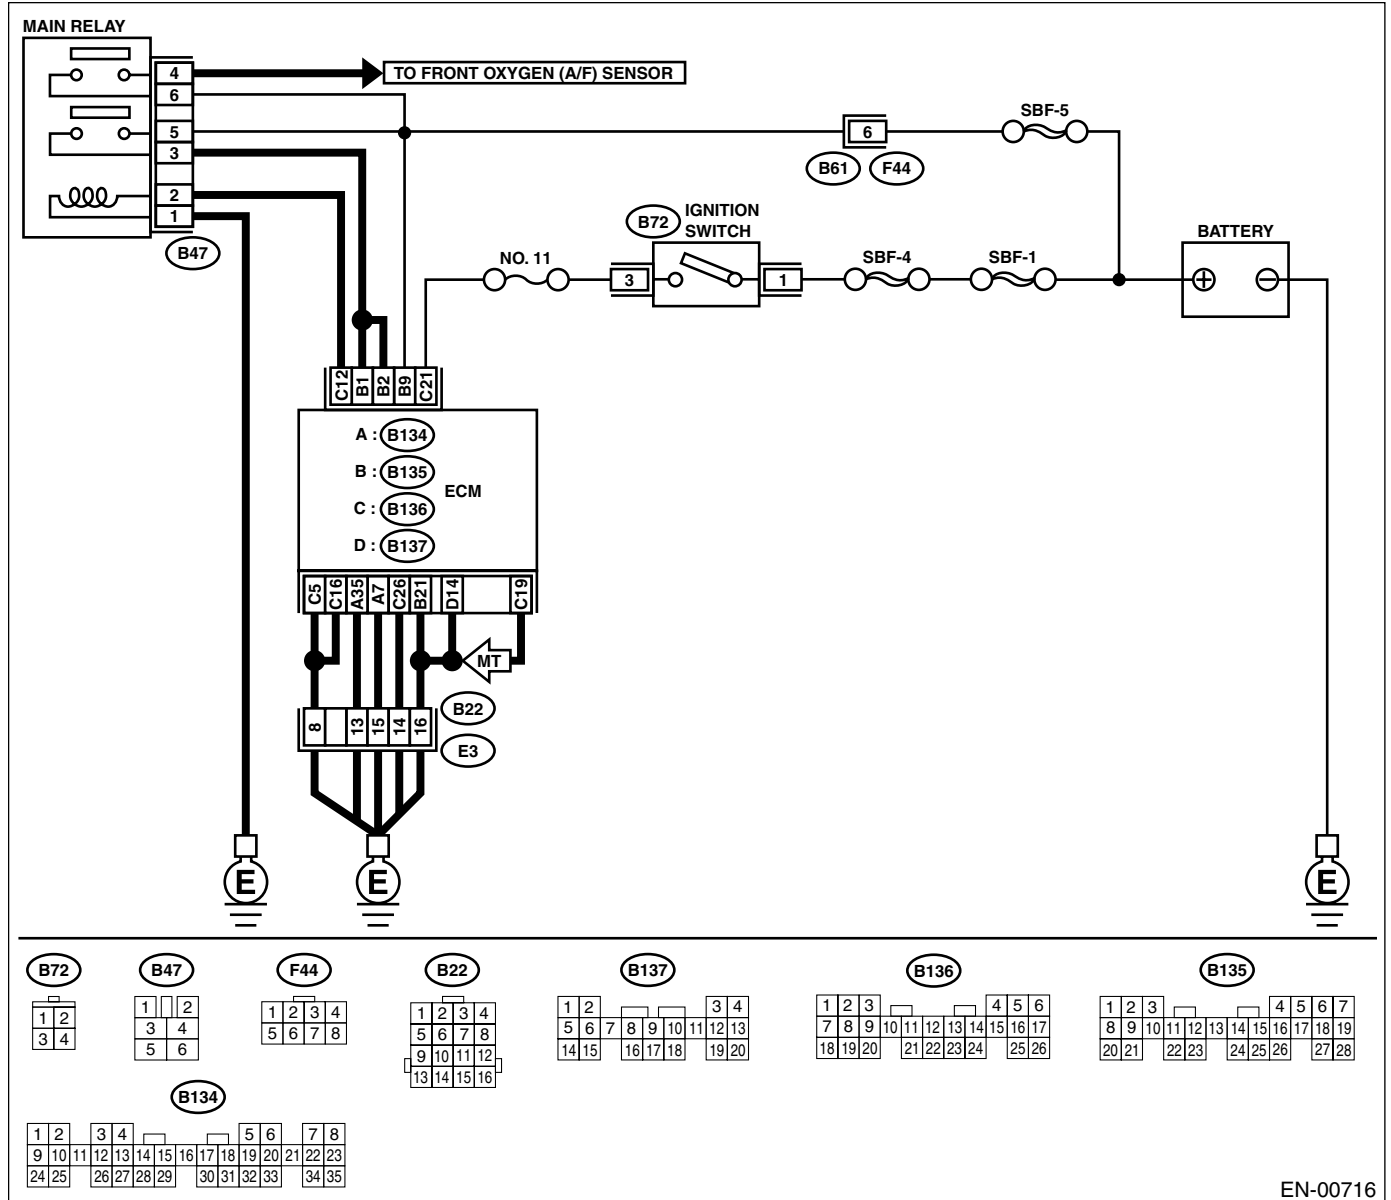 MAIN RELAY
4
TO FRONT OXYGEN (A/F) SENSOR
6
5
3
2
1
B47
SBF-5
6
B61 F44
B72 IGNITION SWITCH
NO. 11
3
1
SBF-4
SBF-1
BATTERY
+ −
C12 B1 B2 B9 C21
A : B134
B : B135
ECM
C : B136
D : B137
C5 C16 A35 A7 C26 B21 D14 C19
MT
B22
8 13 15 14 16
E3
E E E
B72 B47 F44 B22 B137 B136 B135
B72
1 2
3 4
B47
1 2
3 4
5 6
F44
1 2 3 4
5 6 7 8
B22
1 2 3 4
5 6 7 8
9 10 11 12
13 14 15 16
B137
1 2 3 4
5 6 7 8 9 10 11 12 13
14 15 16 17 18 19 20
B136
1 2 3 4 5 6
7 8 9 10 11 12 13 14 15 16 17
18 19 20 21 22 23 24 25 26
B135
1 2 3 4 5 6 7
8 9 10 11 12 13 14 15 16 17 18 19
20 21 22 23 24 25 26 27 28
B134
1 2 3 4 5 6 7 8
9 10 11 12 13 14 15 16 17 18 19 20 21 22 23
24 25 26 27 28 29 30 31 32 33 34 35
EN-00716